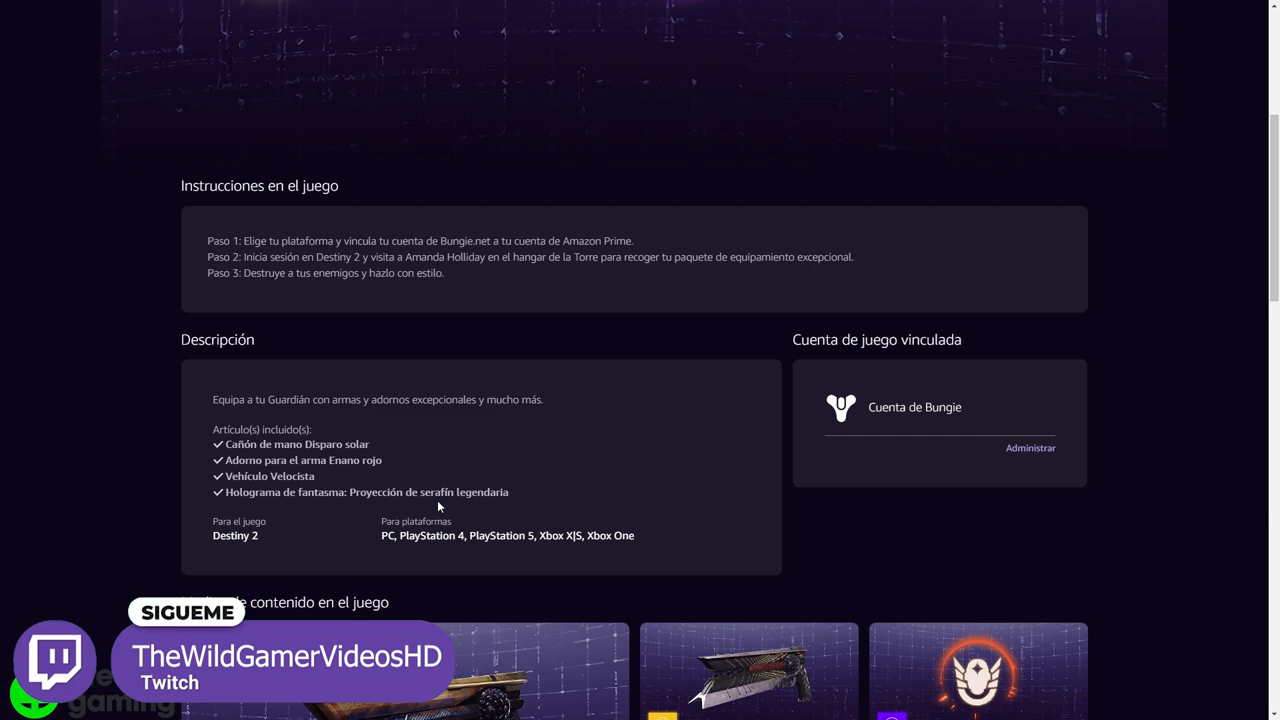 Instrucciones en el juego
Paso 1: Elige tu plataforma y vincula tu cuenta de Bungie.net a tu cuenta de Amazon Prime.
Paso 2: Inicia sesión en Destiny 2 y visita a Amanda Holliday en el hangar de la Torre para recoger tu paquete de equipamiento excepcional.
Paso 3: Destruye a tus enemigos y hazlo con estilo.
Descripción
Equipa a tu Guardián con armas y adornos excepcionales y mucho más.
Artículo(s) incluido(s):
✓ Cañón de mano Disparo solar
✓ Adorno para el arma Enano rojo
✓ Vehículo Velocista
✓ Holograma de fantasma: Proyección de serafín legendaria
Para el juego
Destiny 2
Para plataformas
PC, PlayStation 4, PlayStation 5, Xbox X|S, Xbox One
Cuenta de juego vinculada
Cuenta de Bungie
Administrar
de contenido en el juego
SIGUEME
TheWildGamerVideosHD
Twitch
gaming